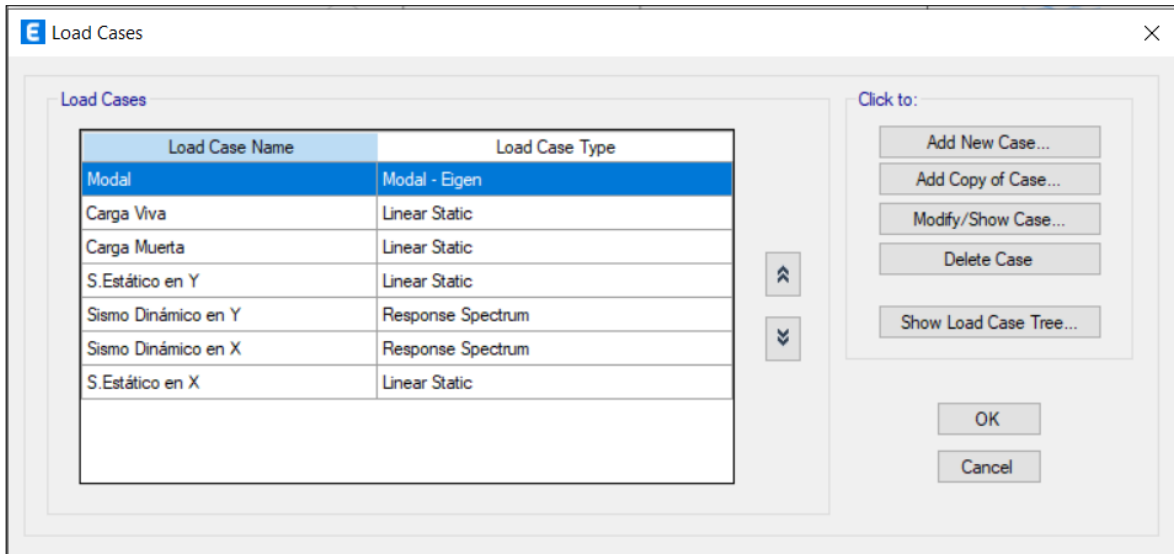 E Load Cases
Load Cases
Load Case Name Load Case Type
Modal Modal - Eigen
Carga Viva Linear Static
Carga Muerta Linear Static
S.Estático en Y Linear Static
Sismo Dinámico en Y Response Spectrum
Sismo Dinámico en X Response Spectrum
S.Estático en X Linear Static
Click to:
Add New Case...
Add Copy of Case...
Modify/Show Case...
Delete Case
Show Load Case Tree...
OK
Cancel